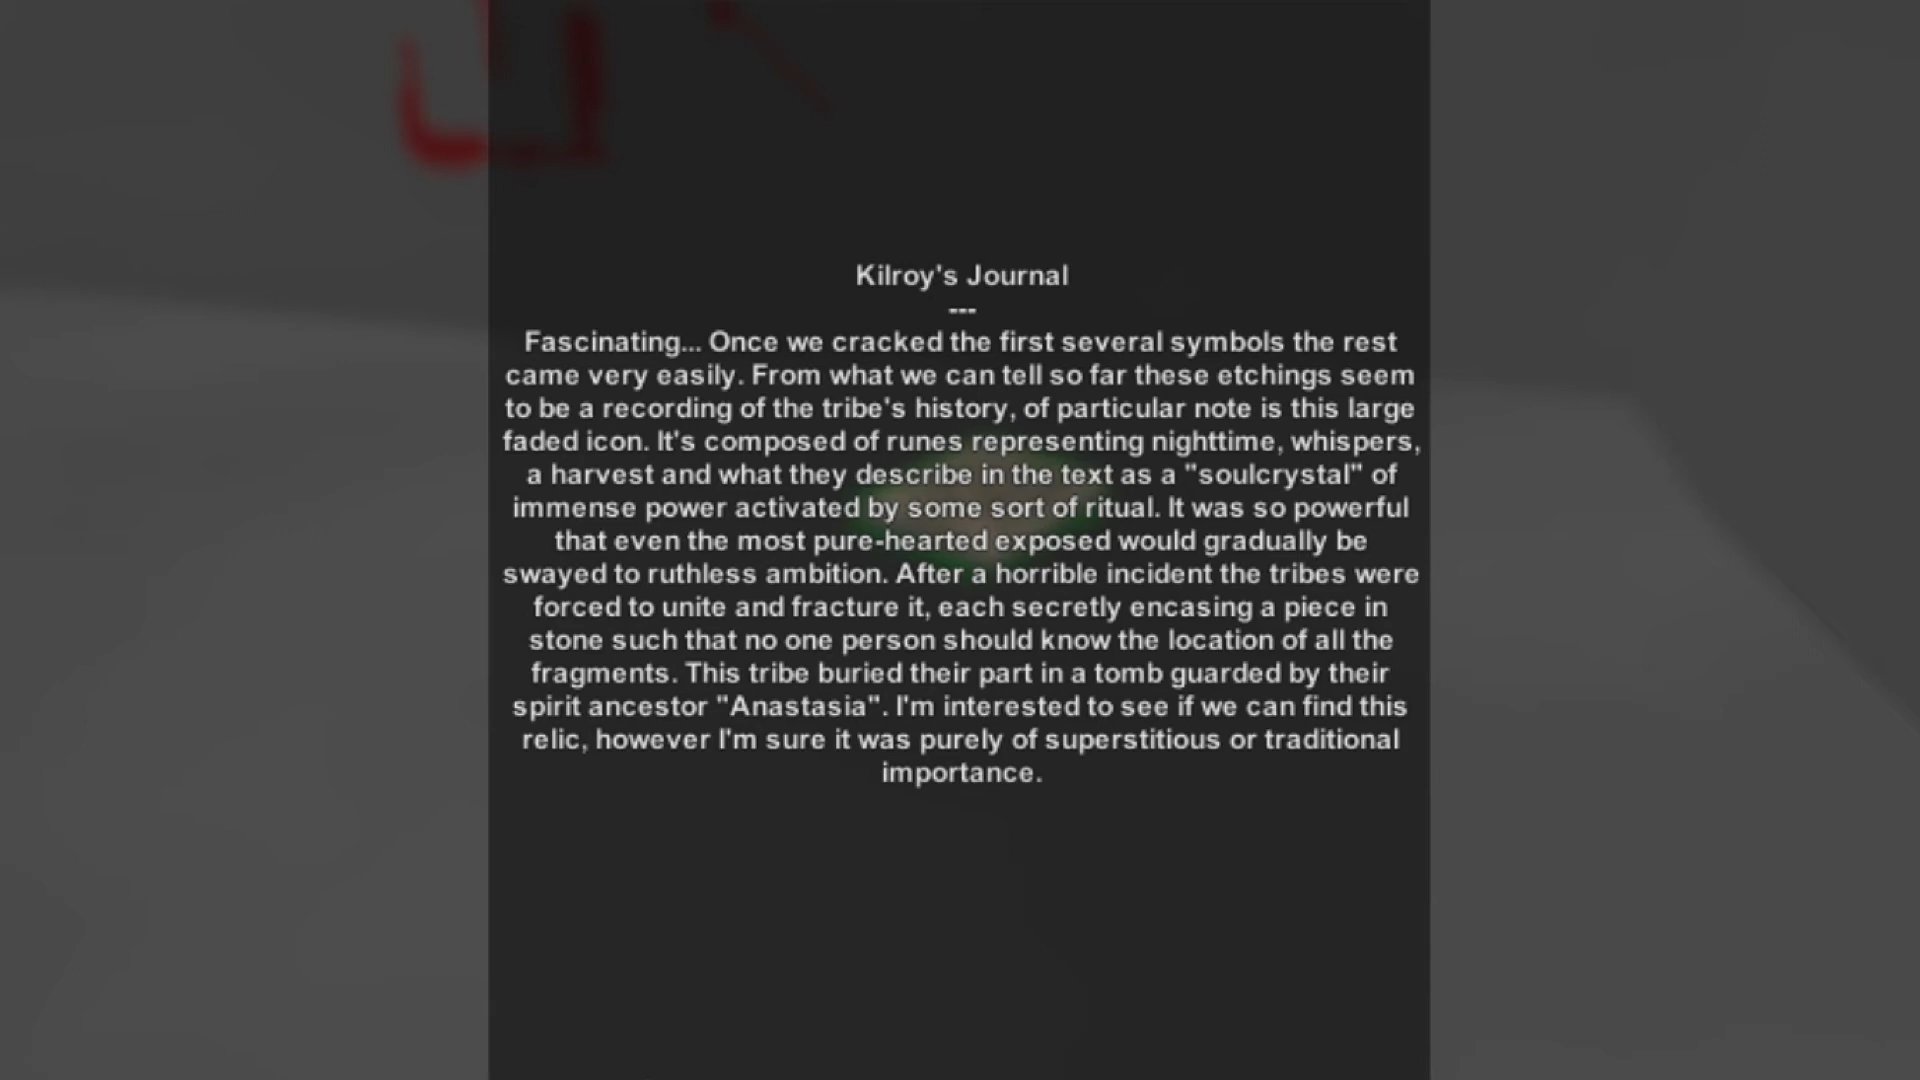 Kilroy's Journal
---
Fascinating... Once we cracked the first several symbols the rest
came very easily. From what we can tell so far these etchings seem
to be a recording of the tribe's history, of particular note is this large
faded icon. It's composed of runes representing nighttime, whispers,
a harvest and what they describe in the text as a "soulcrystal" of
immense power activated by some sort of ritual. It was so powerful
that even the most pure-hearted exposed would gradually be
swayed to ruthless ambition. After a horrible incident the tribes were
forced to unite and fracture it, each secretly encasing a piece in
stone such that no one person should know the location of all the
fragments. This tribe buried their part in a tomb guarded by their
spirit ancestor "Anastasia". I'm interested to see if we can find this
relic, however I'm sure it was purely of superstitious or traditional
importance.